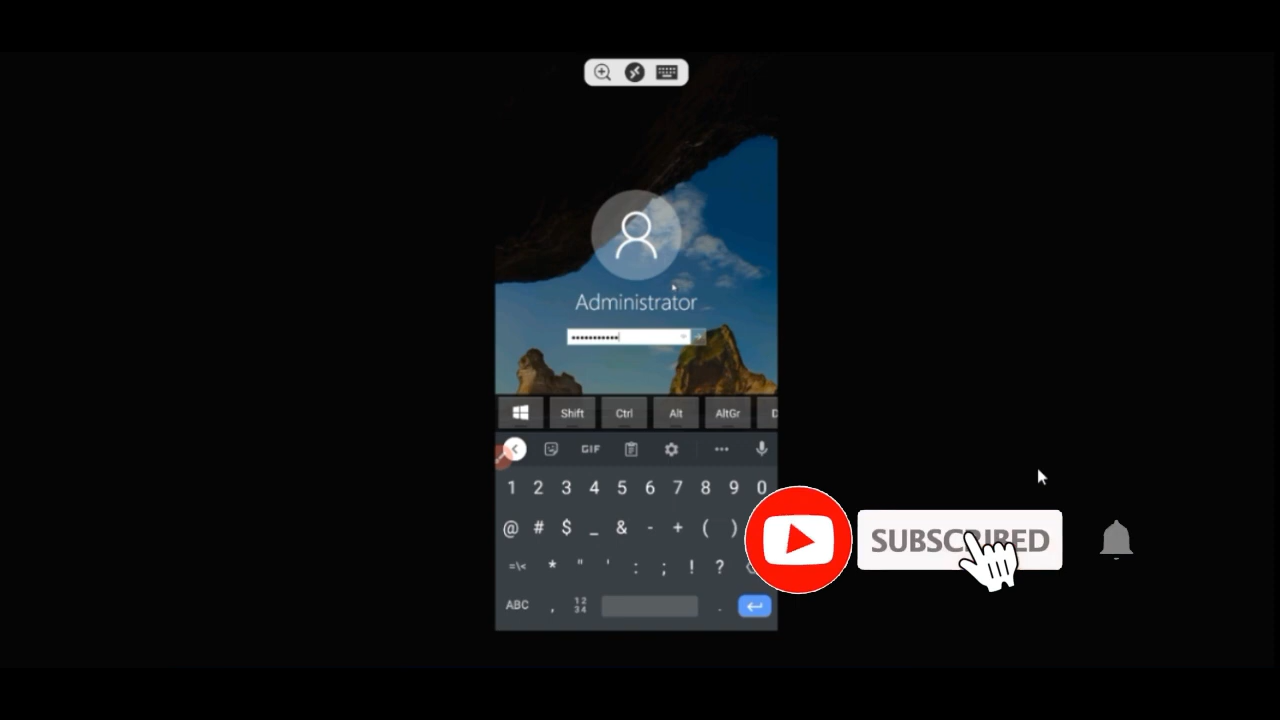 Administrator
•••••••••••
Shift Ctrl Alt AltGr D
GIF
1 2 3 4 5 6 7 8 9 0
@ # $ _ & - + ( )
=\< * " ' : ; ! ?
ABC , 12 34 .
SUBSCRIBED